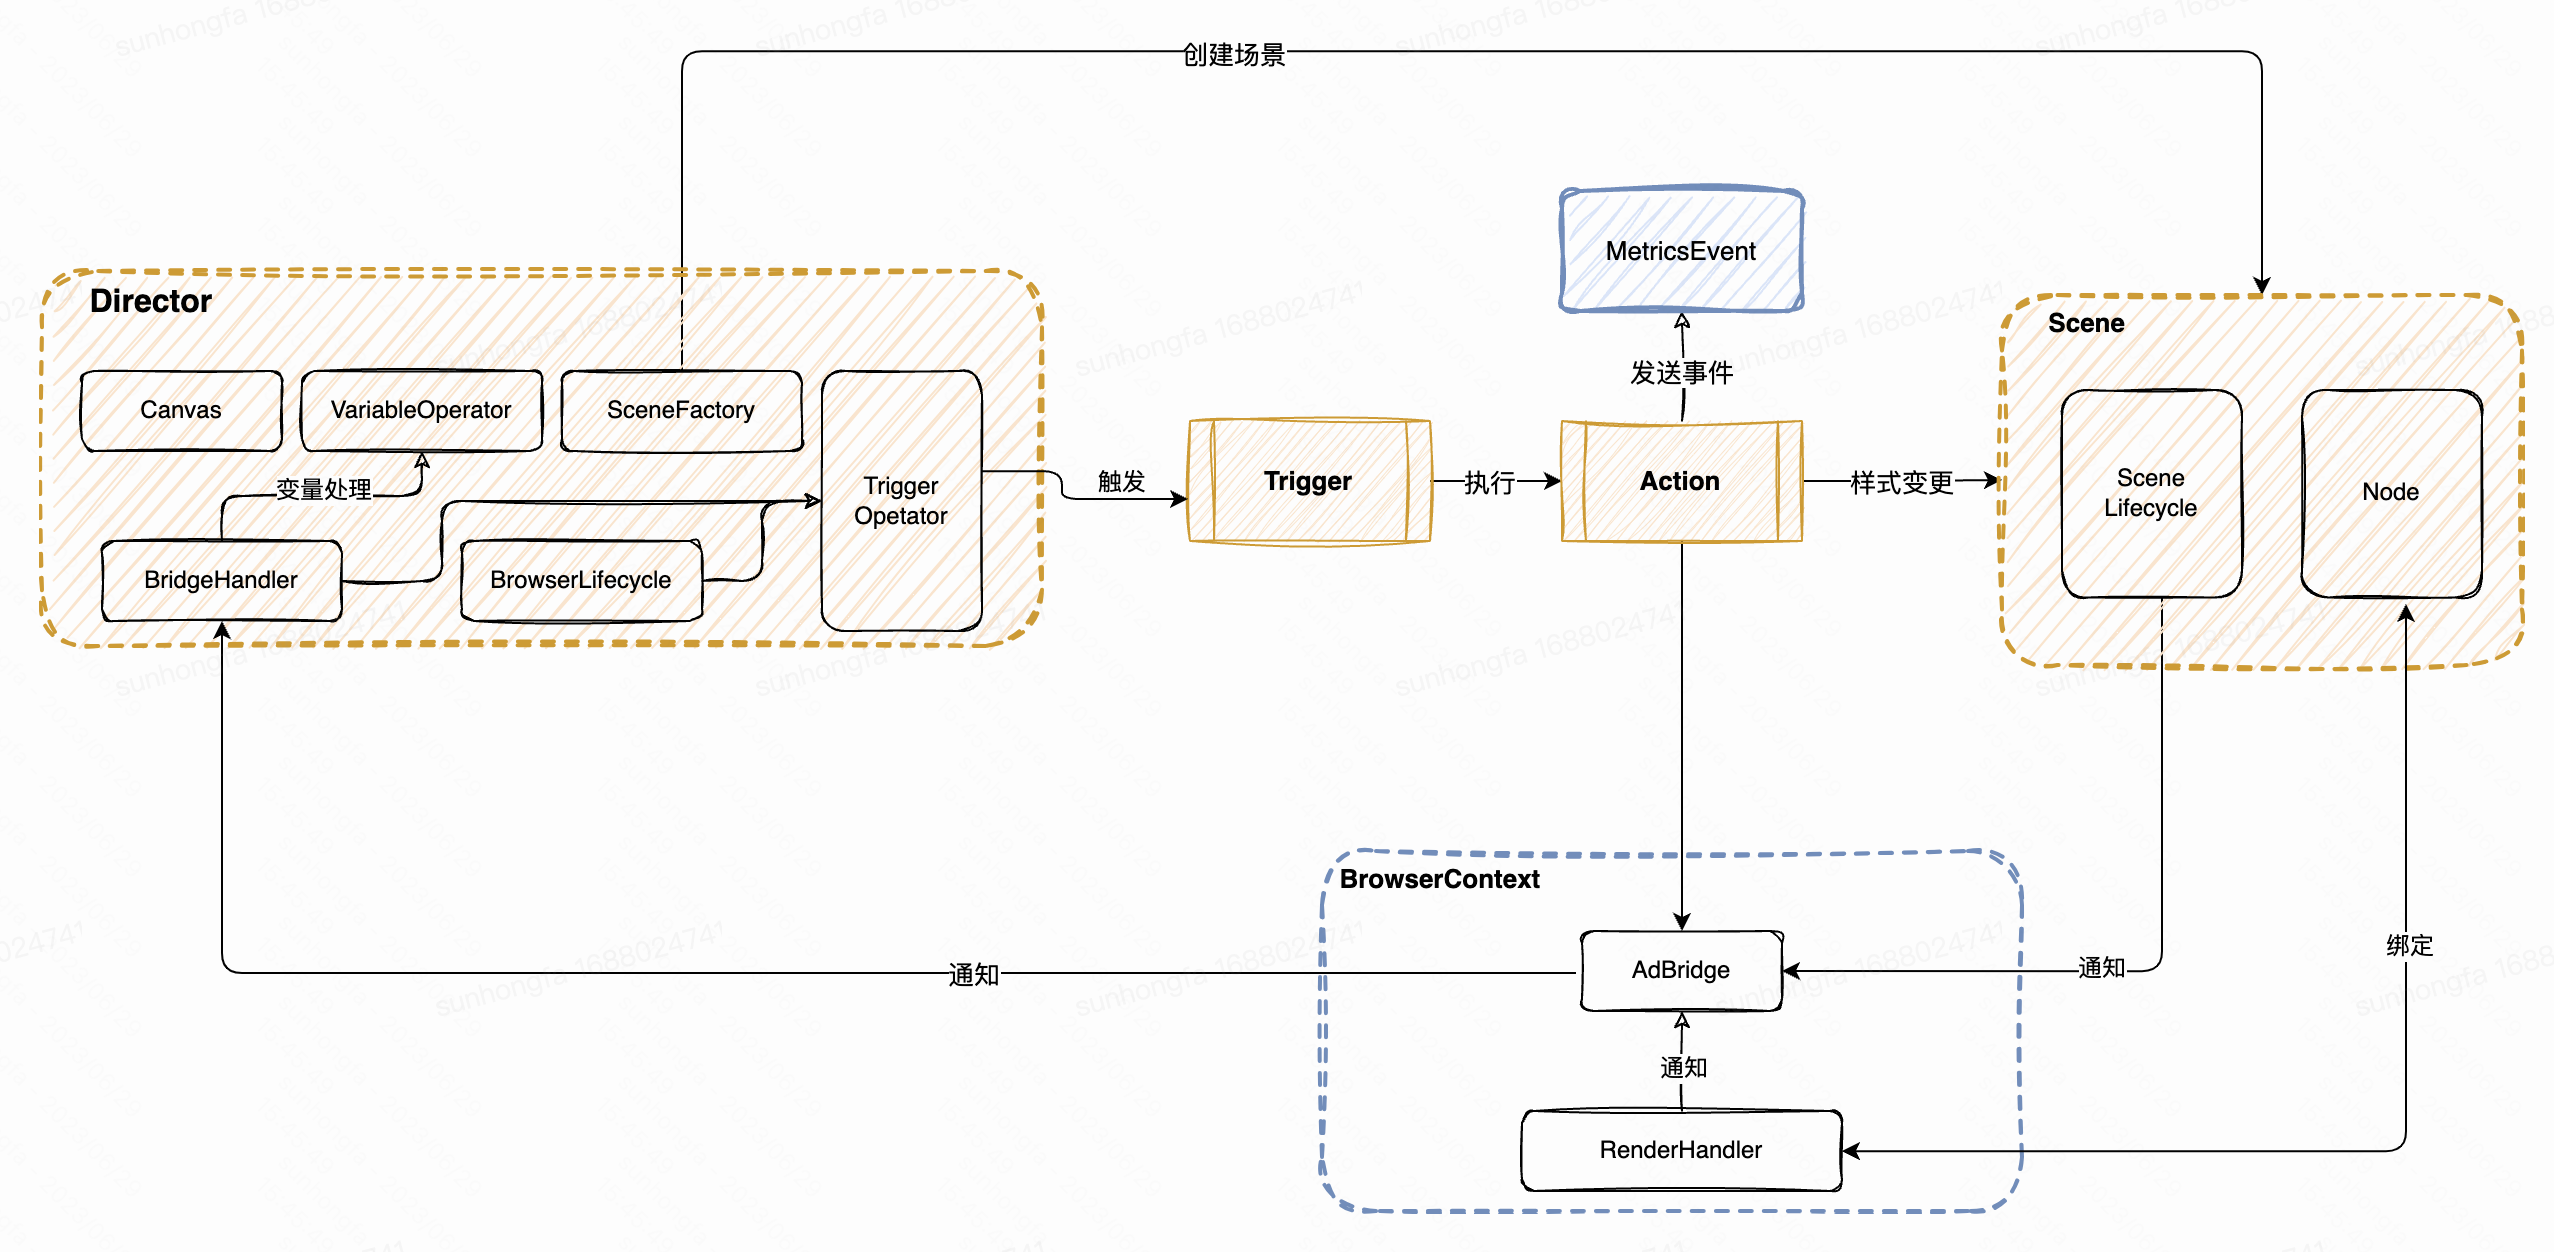 创建场景
MetricsEvent
Director
Scene
发送事件
Canvas
VariableOperator
SceneFactory
Trigger
Opetator
变量处理
触发
Trigger
执行
Action
样式变更
Scene
Lifecycle
Node
BridgeHandler
BrowserLifecycle
BrowserContext
绑定
通知
AdBridge
通知
通知
RenderHandler
sunhongfa 1688024741